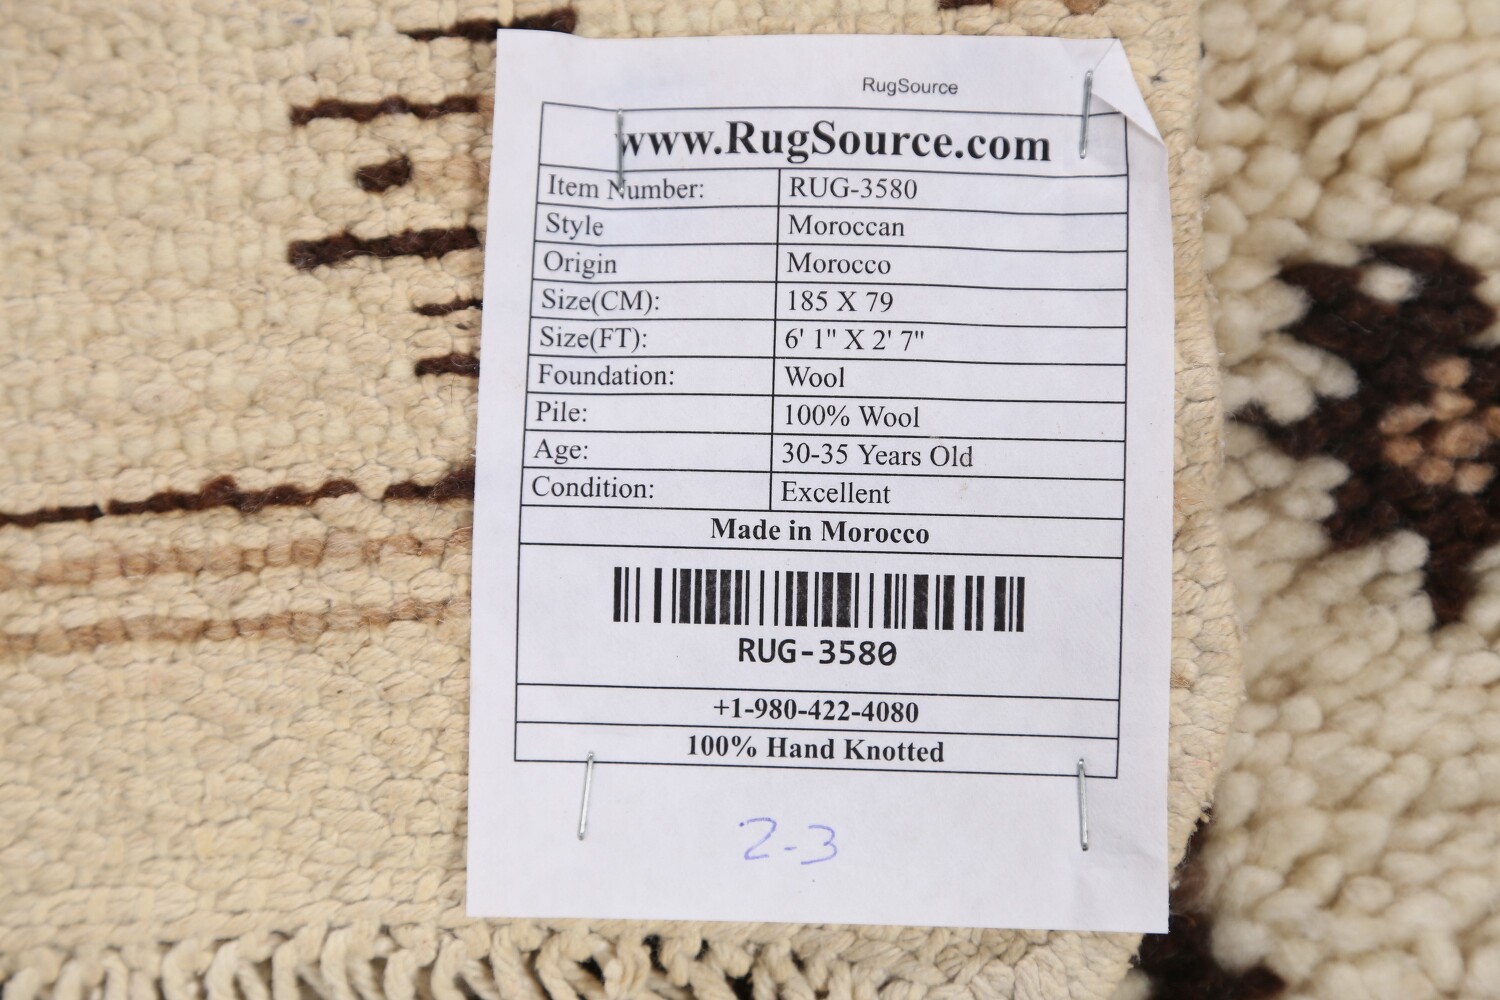 RugSource
www.RugSource.com
Item Number: RUG-3580
Style Moroccan
Origin Morocco
Size(CM): 185 X 79
Size(FT): 6' 1" X 2' 7"
Foundation: Wool
Pile: 100% Wool
Age: 30-35 Years Old
Condition: Excellent
Made in Morocco
RUG-3580
+1-980-422-4080
100% Hand Knotted
2-3